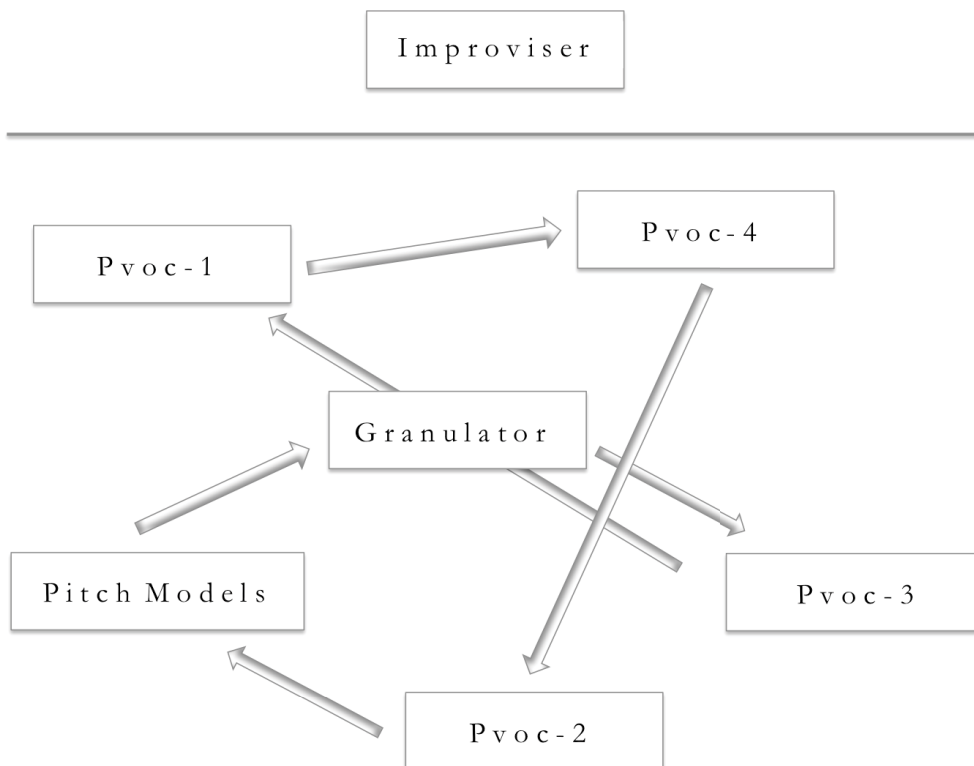 Improviser
Pvoc-4
Pvoc-1
Granulator
Pitch Models
Pvoc-3
Pvoc-2